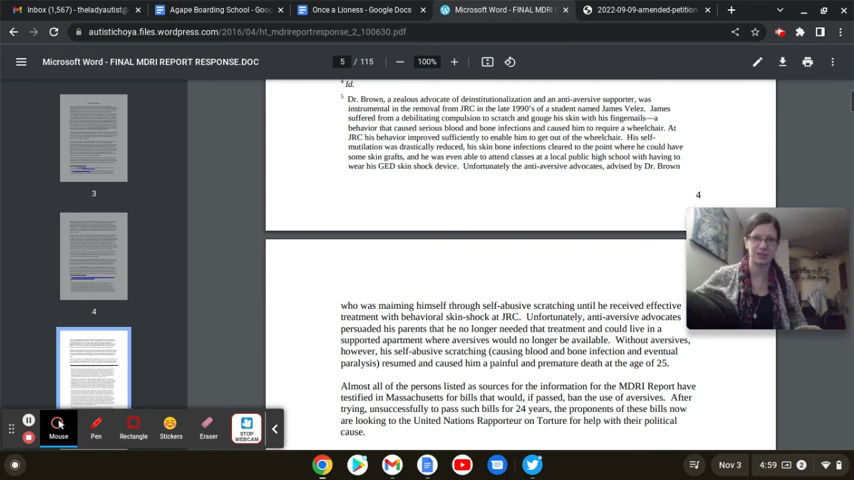 Inbox (1,567) - theladyautist@
Agape Boarding School - Goog
Once a Lioness - Google Docs
Microsoft Word - FINAL MDRI
2022-09-09-amended-petition
autistichoya.files.wordpress.com/2016/04/ht_mdrireportresponse_2_100630.pdf
Microsoft Word - FINAL MDRI REPORT RESPONSE.DOC
5 / 115
100%
3
4
4 Id.
5 Dr. Brown, a zealous advocate of deinstitutionalization and an anti-aversive supporter, was
instrumental in the removal from JRC in the late 1990's of a student named James Velez. James
suffered from a debilitating compulsion to scratch and gouge his skin with his fingernails—a
behavior that caused serious blood and bone infections and caused him to require a wheelchair. At
JRC his behavior improved sufficiently to enable him to get out of the wheelchair. His self-
mutilation was drastically reduced, his skin bone infections cleared to the point where he could have
some skin grafts, and he was even able to attend classes at a local public high school with having to
wear his GED skin shock device. Unfortunately the anti-aversive advocates, advised by Dr. Brown
4
who was maiming himself through self-abusive scratching until he received effective
treatment with behavioral skin-shock at JRC. Unfortunately, anti-aversive advocates
persuaded his parents that he no longer needed that treatment and could live in a
supported apartment where aversives would no longer be available. Without aversives,
however, his self-abusive scratching (causing blood and bone infection and eventual
paralysis) resumed and caused him a painful and premature death at the age of 25.
Almost all of the persons listed as sources for the information for the MDRI Report have
testified in Massachusetts for bills that would, if passed, ban the use of aversives. After
trying, unsuccessfully to pass such bills for 24 years, the proponents of these bills now
are looking to the United Nations Rapporteur on Torture for help with their political
cause.
Mouse
Pen
Rectangle
Stickers
Eraser
STOP
WEBCAM
Nov 3
4:59
2